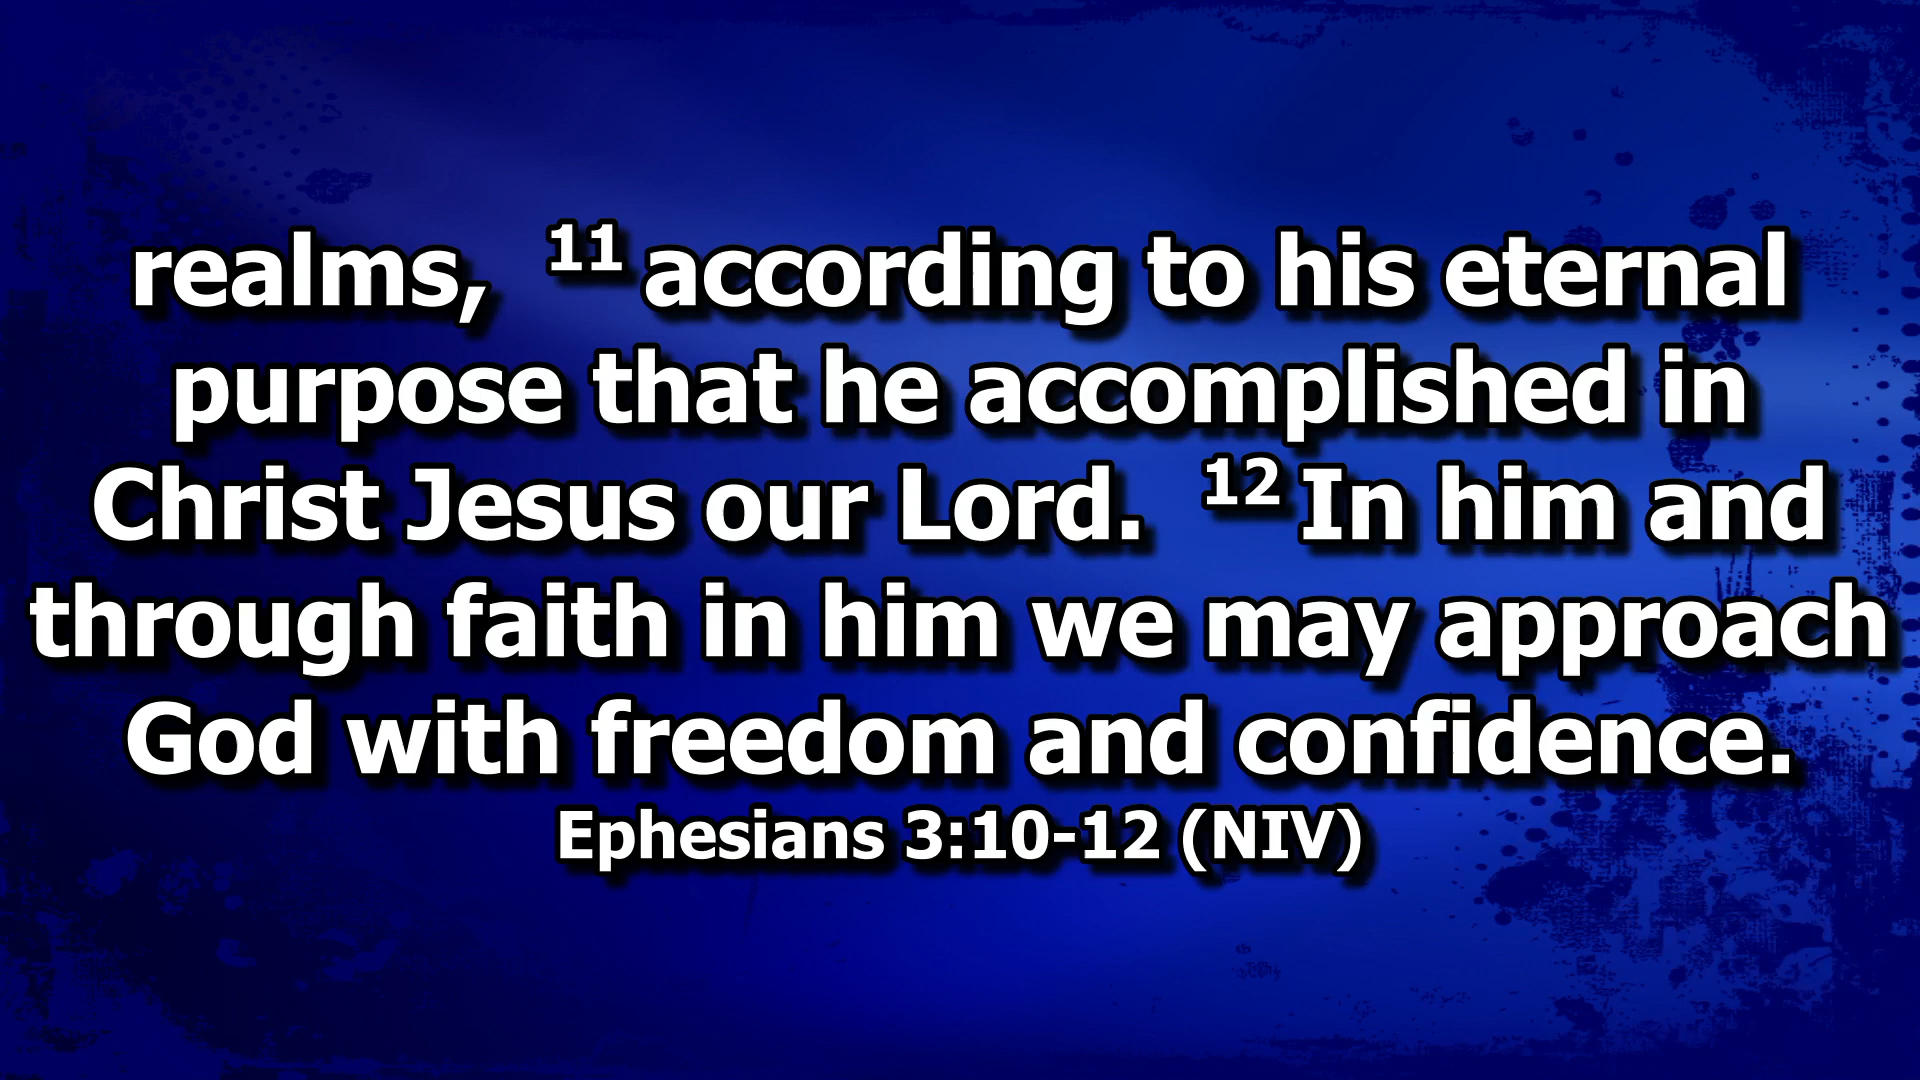 realms, 11 according to his eternal
purpose that he accomplished in
Christ Jesus our Lord. 12 In him and
through faith in him we may approach
God with freedom and confidence.
Ephesians 3:10-12 (NIV)